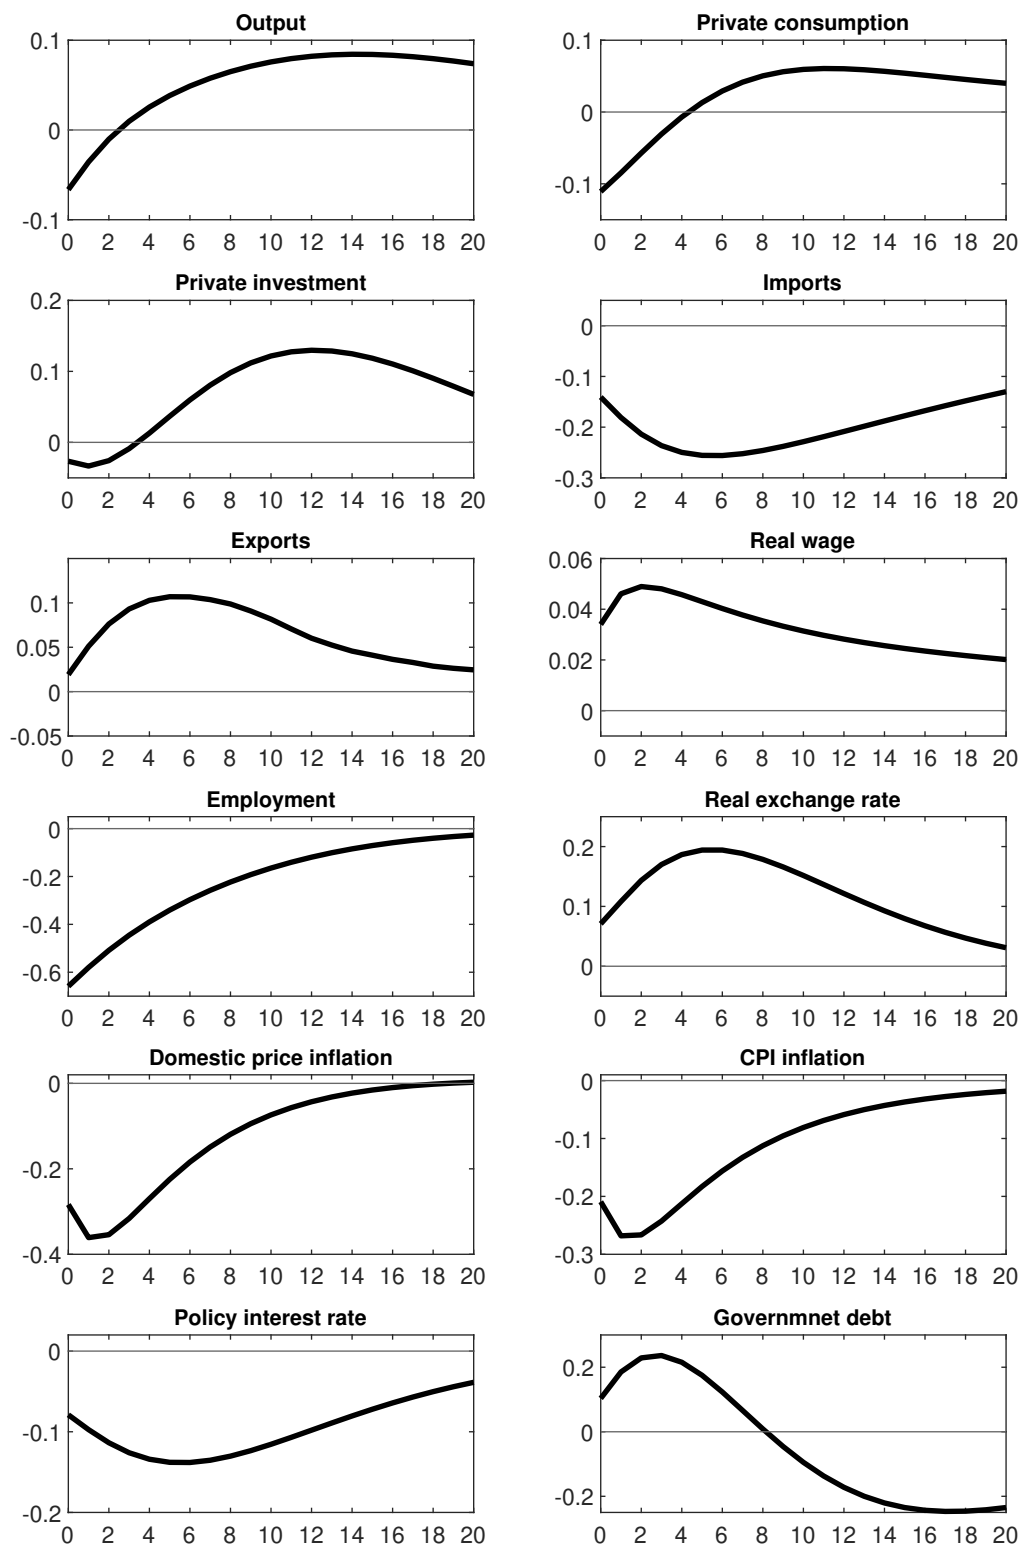 Output
0.1
0
-0.1
0 2 4 6 8 10 12 14 16 18 20
Private consumption
0.1
0
-0.1
0 2 4 6 8 10 12 14 16 18 20
Private investment
0.2
0.1
0
0 2 4 6 8 10 12 14 16 18 20
Imports
0
-0.1
-0.2
-0.3
0 2 4 6 8 10 12 14 16 18 20
Exports
0.1
0.05
0
-0.05
0 2 4 6 8 10 12 14 16 18 20
Real wage
0.06
0.04
0.02
0
0 2 4 6 8 10 12 14 16 18 20
Employment
0
-0.2
-0.4
-0.6
0 2 4 6 8 10 12 14 16 18 20
Real exchange rate
0.2
0.1
0
0 2 4 6 8 10 12 14 16 18 20
Domestic price inflation
0
-0.2
-0.4
0 2 4 6 8 10 12 14 16 18 20
CPI inflation
0
-0.1
-0.2
-0.3
0 2 4 6 8 10 12 14 16 18 20
Policy interest rate
0
-0.1
-0.2
0 2 4 6 8 10 12 14 16 18 20
Governmnet debt
0.2
0
-0.2
0 2 4 6 8 10 12 14 16 18 20